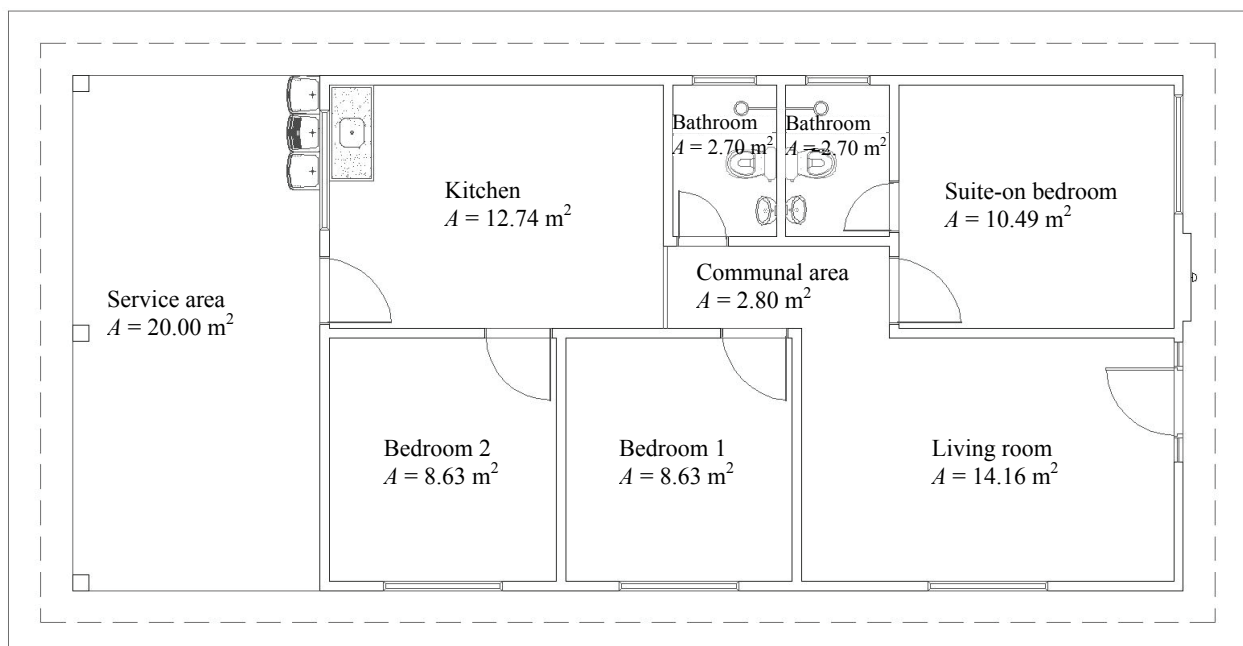 Bathroom
A = 2.70 m²
Bathroom
A = 2.70 m²
Kitchen
A = 12.74 m²
Suite-on bedroom
A = 10.49 m²
Communal area
A = 2.80 m²
Service area
A = 20.00 m²
Bedroom 2
A = 8.63 m²
Bedroom 1
A = 8.63 m²
Living room
A = 14.16 m²